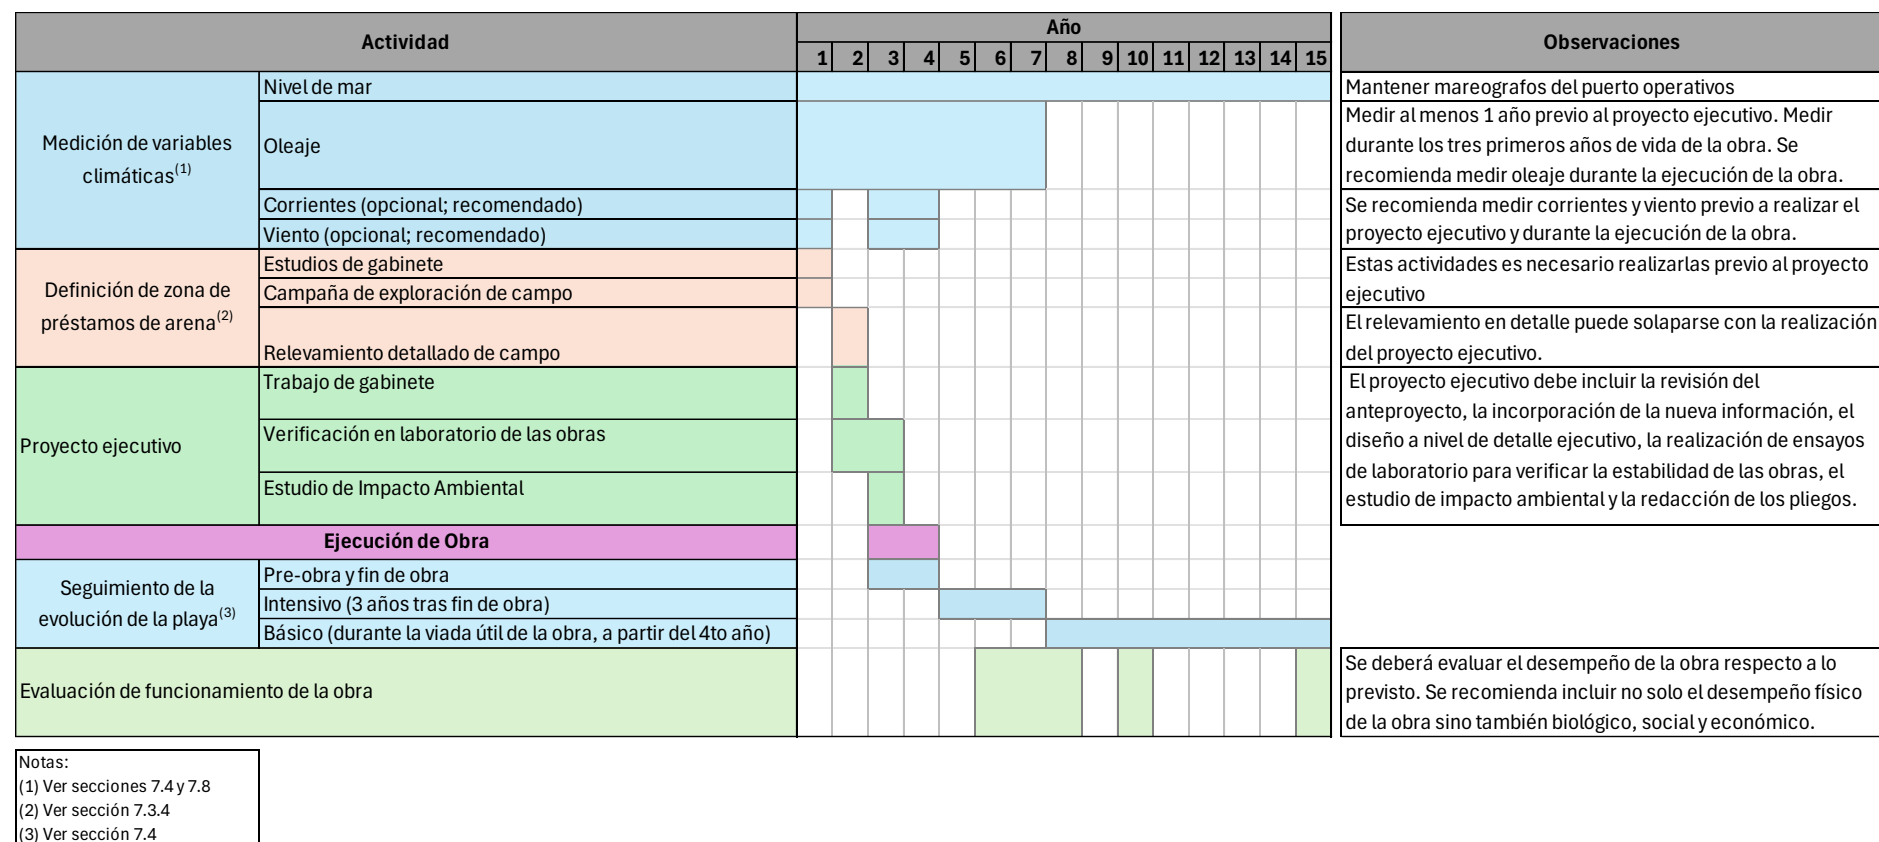 Actividad
Año
Observaciones
1 2 3 4 5 6 7 8 9 10 11 12 13 14 15
Medición de variables
climáticas(1)
Nivel de mar
Mantener mareografos del puerto operativos
Oleaje
Medir al menos 1 año previo al proyecto ejecutivo. Medir
durante los tres primeros años de vida de la obra. Se
recomienda medir oleaje durante la ejecución de la obra.
Corrientes (opcional; recomendado)
Viento (opcional; recomendado)
Se recomienda medir corrientes y viento previo a realizar el
proyecto ejecutivo y durante la ejecución de la obra.
Definición de zona de
préstamos de arena(2)
Estudios de gabinete
Campaña de exploración de campo
Estas actividades es necesario realizarlas previo al proyecto
ejecutivo
Relevamiento detallado de campo
El relevamiento en detalle puede solaparse con la realización
del proyecto ejecutivo.
Proyecto ejecutivo
Trabajo de gabinete
Verificación en laboratorio de las obras
Estudio de Impacto Ambiental
El proyecto ejecutivo debe incluir la revisión del
anteproyecto, la incorporación de la nueva información, el
diseño a nivel de detalle ejecutivo, la realización de ensayos
de laboratorio para verificar la estabilidad de las obras, el
estudio de impacto ambiental y la redacción de los pliegos.
Ejecución de Obra
Seguimiento de la
evolución de la playa(3)
Pre-obra y fin de obra
Intensivo (3 años tras fin de obra)
Básico (durante la viada útil de la obra, a partir del 4to año)
Evaluación de funcionamiento de la obra
Se deberá evaluar el desempeño de la obra respecto a lo
previsto. Se recomienda incluir no solo el desempeño físico
de la obra sino también biológico, social y económico.
Notas:
(1) Ver secciones 7.4 y 7.8
(2) Ver sección 7.3.4
(3) Ver sección 7.4